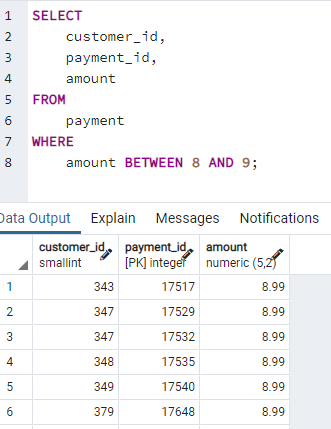 1 SELECT
2 customer_id,
3 payment_id,
4 amount
5 FROM
6 payment
7 WHERE
8 amount BETWEEN 8 AND 9;
Data Output Explain Messages Notifications
customer_id payment_id amount
smallint [PK] integer numeric (5,2)
1 343 17517 8.99
2 347 17529 8.99
3 347 17532 8.99
4 348 17535 8.99
5 349 17540 8.99
6 379 17648 8.99